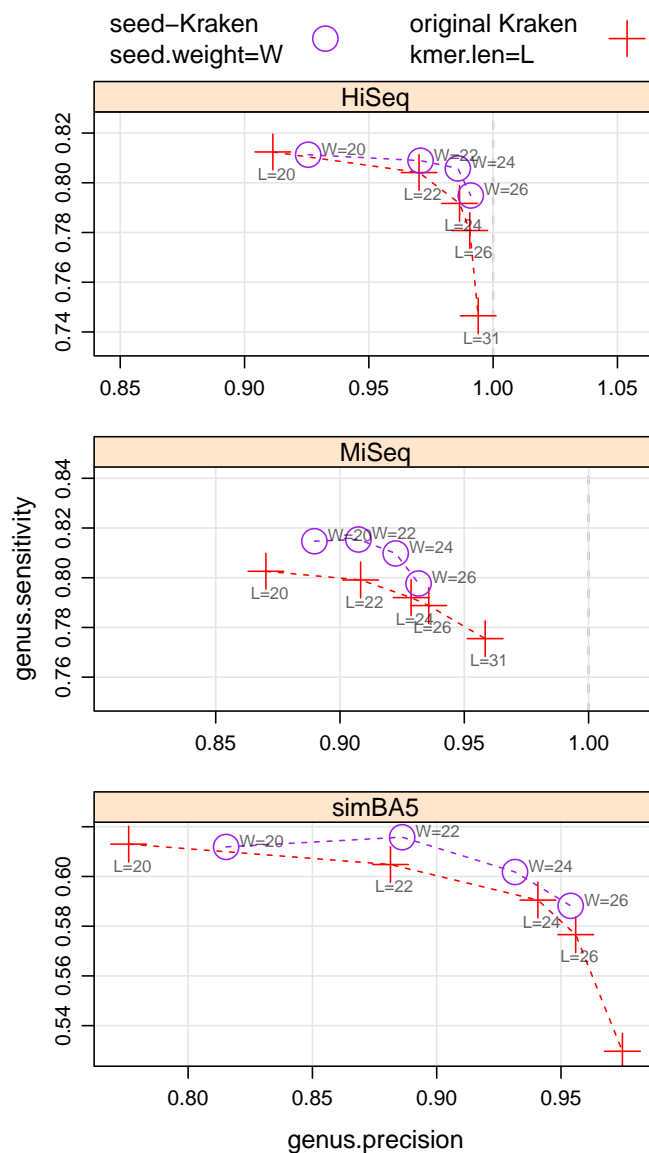 seed−Kraken
seed.weight=W
original Kraken
kmer.len=L
HiSeq
0.74 0.76 0.78 0.80 0.82
W=20
W=22
W=24
W=26
L=20
L=22
L=24
L=26
L=31
0.85 0.90 0.95 1.00 1.05
MiSeq
genus.sensitivity
0.76 0.78 0.80 0.82 0.84
W=20
W=22
W=24
W=26
L=20
L=22
L=24
L=26
L=31
0.85 0.90 0.95 1.00
simBA5
0.54 0.56 0.58 0.60
W=20
W=22
W=24
W=26
L=20
L=22
L=24
L=26
0.80 0.85 0.90 0.95
genus.precision